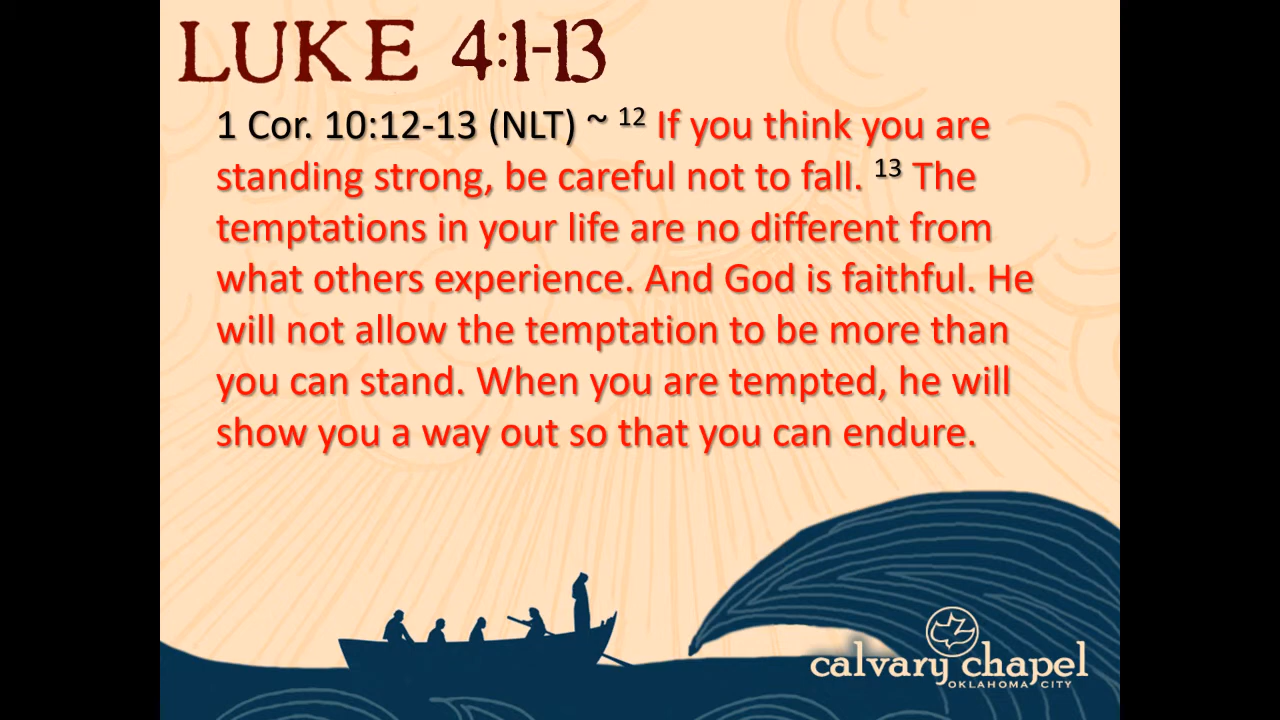 LUKE 4:1-13
1 Cor. 10:12-13 (NLT) ~ 12 If you think you are
standing strong, be careful not to fall. 13 The
temptations in your life are no different from
what others experience. And God is faithful. He
will not allow the temptation to be more than
you can stand. When you are tempted, he will
show you a way out so that you can endure.
calvary chapel
OKLAHOMA CITY